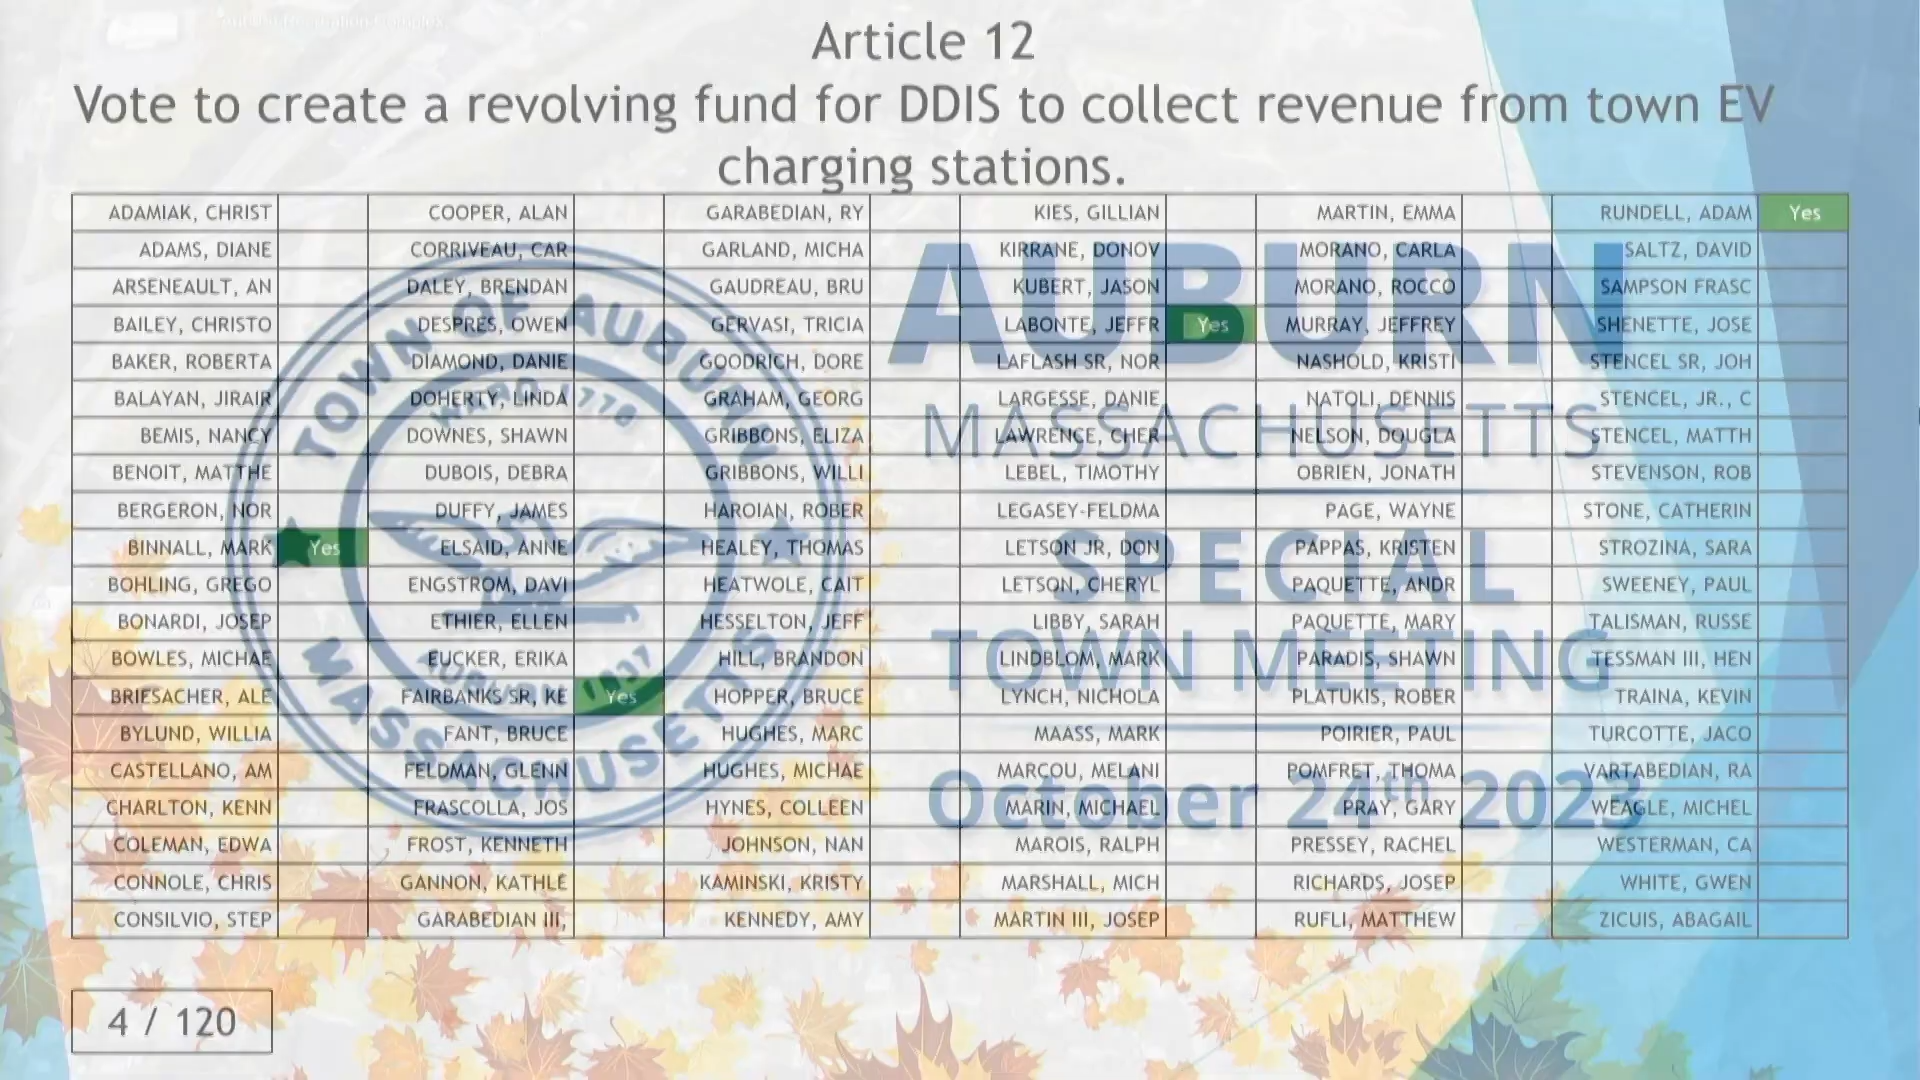 Article 12
Vote to create a revolving fund for DDIS to collect revenue from town EV
charging stations.
ADAMIAK, CHRIST COOPER, ALAN GARABEDIAN, RY KIES, GILLIAN MARTIN, EMMA RUNDELL, ADAM Yes
ADAMS, DIANE CORRIVEAU, CAR GARLAND, MICHA KIRRANE, DONOV MORANO, CARLA SALTZ, DAVID
ARSENEAULT, AN DALEY, BRENDAN GAUDREAU, BRU KUBERT, JASON MORANO, ROCCO SAMPSON FRASC
BAILEY, CHRISTO DESPRES, OWEN GERVASI, TRICIA LABONTE, JEFFR Yes MURRAY, JEFFREY SHENETTE, JOSE
BAKER, ROBERTA DIAMOND, DANIE GOODRICH, DORE LAFLASH SR, NOR NASHOLD, KRISTI STENCEL SR, JOH
BALAYAN, JIRAIR DOHERTY, LINDA GRAHAM, GEORG LARGESSE, DANIE NATOLI, DENNIS STENCEL, JR., C
BEMIS, NANCY DOWNES, SHAWN GRIBBONS, ELIZA LAWRENCE, CHER NELSON, DOUGLA STENCEL, MATTH
BENOIT, MATTHE DUBOIS, DEBRA GRIBBONS, WILLI LEBEL, TIMOTHY OBRIEN, JONATH STEVENSON, ROB
BERGERON, NOR DUFFY, JAMES HAROIAN, ROBER LEGASEY-FELDMA PAGE, WAYNE STONE, CATHERIN
BINNALL, MARK Yes ELSAID, ANNE HEALEY, THOMAS LETSON JR, DON PAPPAS, KRISTEN STROZINA, SARA
BOHLING, GREGO ENGSTROM, DAVI HEATWOLE, CAIT LETSON, CHERYL PAQUETTE, ANDR SWEENEY, PAUL
BONARDI, JOSEP ETHIER, ELLEN HESSELTON, JEFF LIBBY, SARAH PAQUETTE, MARY TALISMAN, RUSSE
BOWLES, MICHAE EUCKER, ERIKA HILL, BRANDON LINDBLOM, MARK PARADIS, SHAWN TESSMAN III, HEN
BRIESACHER, ALE FAIRBANKS SR, KE Yes HOPPER, BRUCE LYNCH, NICHOLA PLATUKIS, ROBER TRAINA, KEVIN
BYLUND, WILLIA FANT, BRUCE HUGHES, MARC MAASS, MARK POIRIER, PAUL TURCOTTE, JACO
CASTELLANO, AM FELDMAN, GLENN HUGHES, MICHAE MARCOU, MELANI POMFRET, THOMA VARTABEDIAN, RA
CHARLTON, KENN FRASCOLLA, JOS HYNES, COLLEEN MARIN, MICHAEL PRAY, GARY WEAGLE, MICHEL
COLEMAN, EDWA FROST, KENNETH JOHNSON, NAN MAROIS, RALPH PRESSEY, RACHEL WESTERMAN, CA
CONNOLE, CHRIS GANNON, KATHLE KAMINSKI, KRISTY MARSHALL, MICH RICHARDS, JOSEP WHITE, GWEN
CONSILVIO, STEP GARABEDIAN III, KENNEDY, AMY MARTIN III, JOSEP RUFLI, MATTHEW ZICUIS, ABAGAIL
4 / 120
TOWN OF AUBURN
MASSACHUSETTS
WARD 1778
AUBURN 1837
AUBURN
MASSACHUSETTS
SPECIAL
TOWN MEETING
October 24th 2023